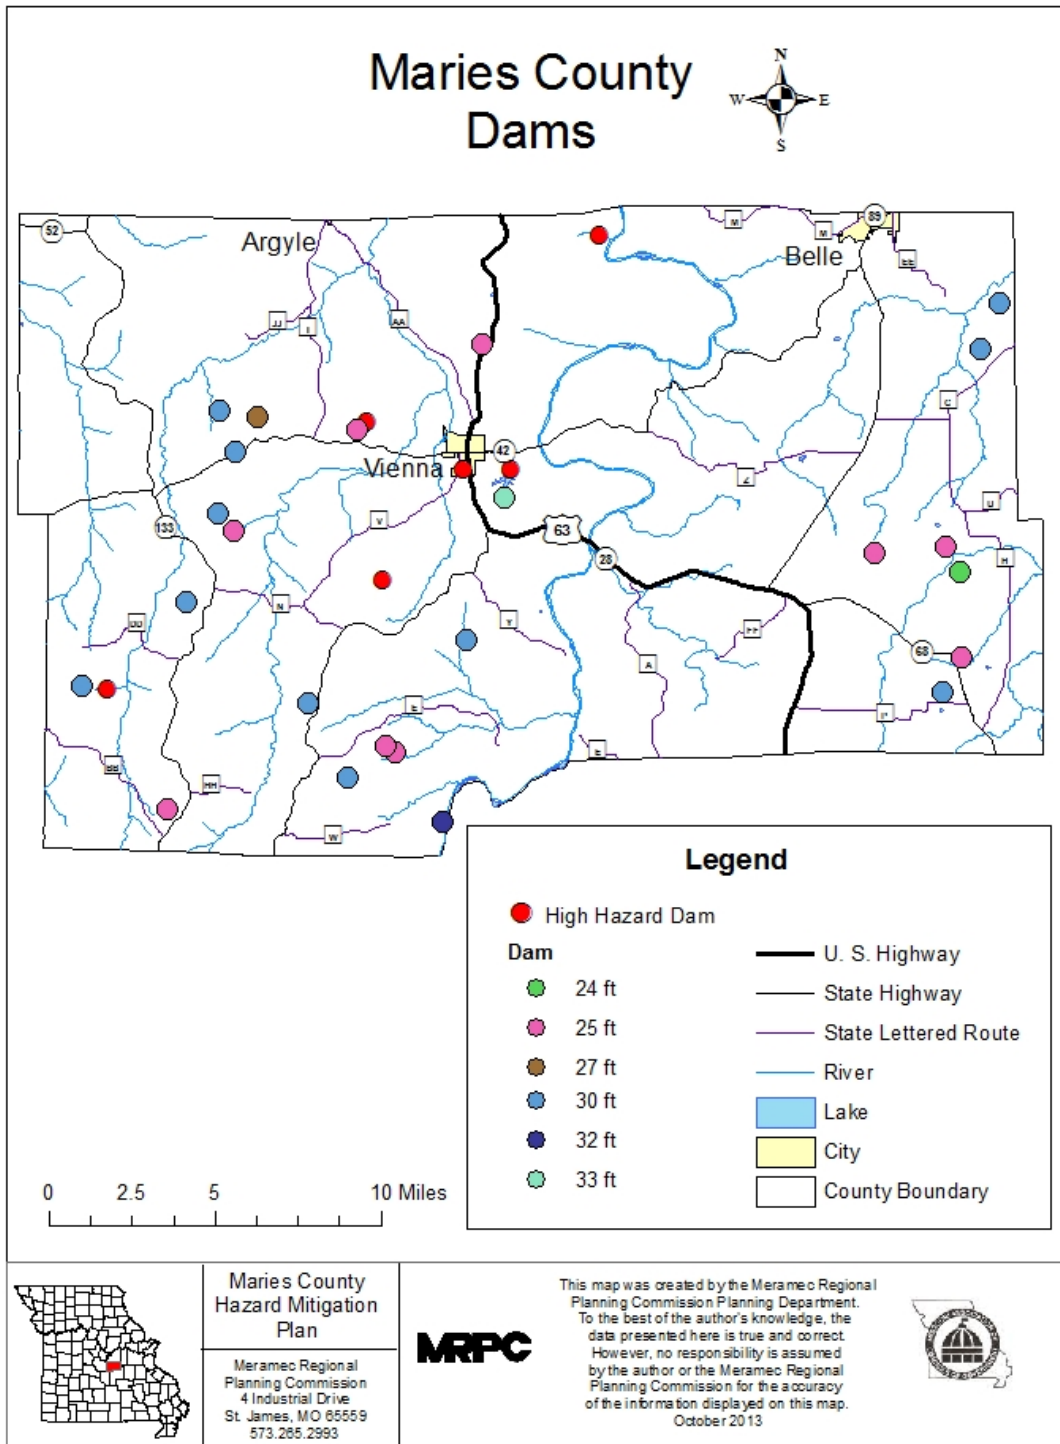 Maries County
Dams
N
W
E
S
52
Argyle
M
M
89
Belle
EE
JJ
I
AA
C
42
Vienna
Z
U
V
133
63
28
H
N
DD
Y
FF
A
68
E
P
E
BB
HH
W
Legend
High Hazard Dam
Dam
24 ft
25 ft
27 ft
30 ft
32 ft
33 ft
U. S. Highway
State Highway
State Lettered Route
River
Lake
City
County Boundary
0
2.5
5
10 Miles
Maries County
Hazard Mitigation
Plan
Meramec Regional
Planning Commission
4 Industrial Drive
St. James, MO 65559
573.265.2993
MRPC
This map was created by the Meramec Regional
Planning Commission Planning Department.
To the best of the author's knowledge, the
data presented here is true and correct.
However, no responsibility is assumed
by the author or the Meramec Regional
Planning Commission for the accuracy
of the information displayed on this map.
October 2013